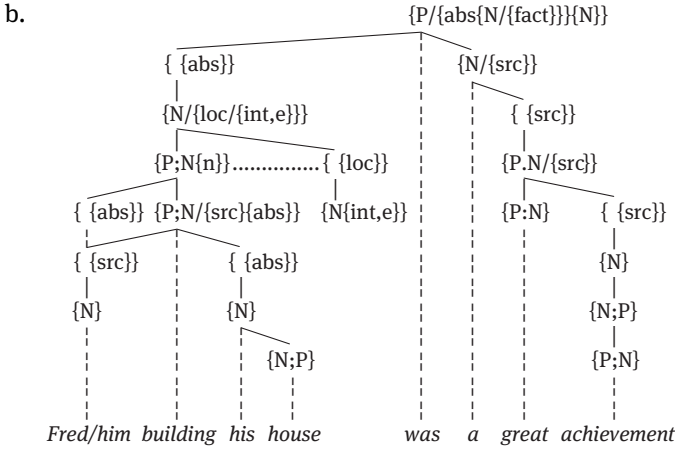 b.
{P/{abs{N/{fact}}}{N}}
{ {abs}} {N/{src}}
{N/{loc/{int,e}}} { {src}}
{P;N{n}}...............{ {loc}} {P.N/{src}}
{ {abs}} {P;N/{src}{abs}} {N{int,e}} {P:N} { {src}}
{ {src}} { {abs}} {N}
{N} {N} {N;P}
{N;P} {P;N}
Fred/him building his house was a great achievement